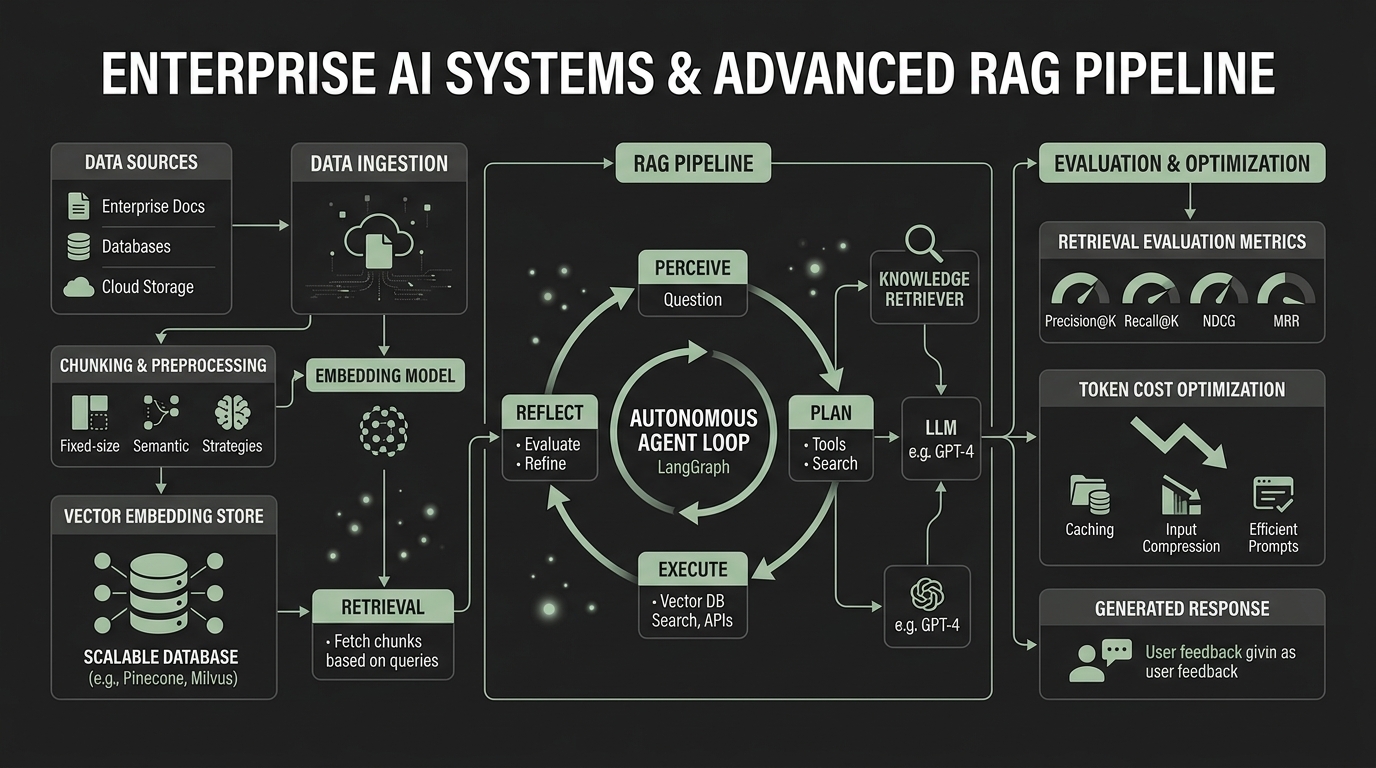 ENTERPRISE AI SYSTEMS & ADVANCED RAG PIPELINE
DATA SOURCES
Enterprise Docs
Databases
Cloud Storage
DATA INGESTION
CHUNKING & PREPROCESSING
Fixed-size
Semantic
Strategies
EMBEDDING MODEL
VECTOR EMBEDDING STORE
SCALABLE DATABASE
(e.g., Pinecone, Milvus)
RETRIEVAL
• Fetch chunks
based on queries
RAG PIPELINE
PERCEIVE
Question
REFLECT
• Evaluate
• Refine
AUTONOMOUS
AGENT LOOP
LangGraph
PLAN
• Tools
• Search
EXECUTE
• Vector DB
Search, APIs
KNOWLEDGE
RETRIEVER
LLM
e.g. GPT-4
e.g. GPT-4
EVALUATION & OPTIMIZATION
RETRIEVAL EVALUATION METRICS
Precision@K
Recall@K
NDCG
MRR
TOKEN COST OPTIMIZATION
Caching
Input
Compression
Efficient
Prompts
GENERATED RESPONSE
User feedback givin as
user feedback